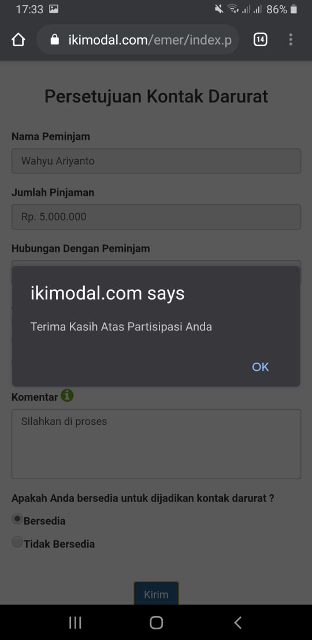 17:33
86%
ikimodal.com/emer/index.p
14
Persetujuan Kontak Darurat
Nama Peminjam
Wahyu Ariyanto
Jumlah Pinjaman
Rp. 5.000.000
Hubungan Dengan Peminjam
ikimodal.com says
Terima Kasih Atas Partisipasi Anda
OK
Komentar
Silahkan di proses
Apakah Anda bersedia untuk dijadikan kontak darurat ?
Bersedia
Tidak Bersedia
Kirim